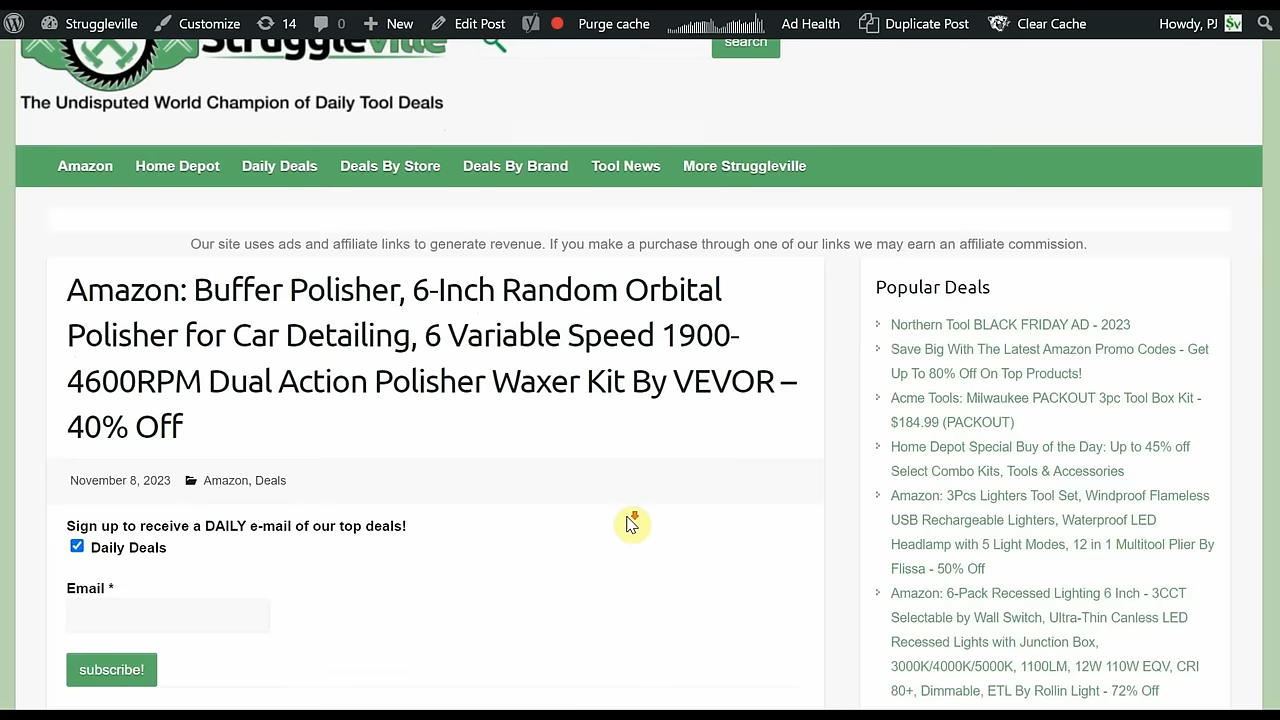 Struggleville Customize 14 0 New Edit Post Purge cache Ad Health Duplicate Post Clear Cache Howdy, PJ
Struggleville
search
The Undisputed World Champion of Daily Tool Deals
Amazon Home Depot Daily Deals Deals By Store Deals By Brand Tool News More Struggleville
Our site uses ads and affiliate links to generate revenue. If you make a purchase through one of our links we may earn an affiliate commission.
Amazon: Buffer Polisher, 6-Inch Random Orbital
Polisher for Car Detailing, 6 Variable Speed 1900-
4600RPM Dual Action Polisher Waxer Kit By VEVOR –
40% Off
November 8, 2023 Amazon, Deals
Sign up to receive a DAILY e-mail of our top deals!
Daily Deals
Email *
subscribe!
Popular Deals
Northern Tool BLACK FRIDAY AD - 2023
Save Big With The Latest Amazon Promo Codes - Get
Up To 80% Off On Top Products!
Acme Tools: Milwaukee PACKOUT 3pc Tool Box Kit -
$184.99 (PACKOUT)
Home Depot Special Buy of the Day: Up to 45% off
Select Combo Kits, Tools & Accessories
Amazon: 3Pcs Lighters Tool Set, Windproof Flameless
USB Rechargeable Lighters, Waterproof LED
Headlamp with 5 Light Modes, 12 in 1 Multitool Plier By
Flissa - 50% Off
Amazon: 6-Pack Recessed Lighting 6 Inch - 3CCT
Selectable by Wall Switch, Ultra-Thin Canless LED
Recessed Lights with Junction Box,
3000K/4000K/5000K, 1100LM, 12W 110W EQV, CRI
80+, Dimmable, ETL By Rollin Light - 72% Off